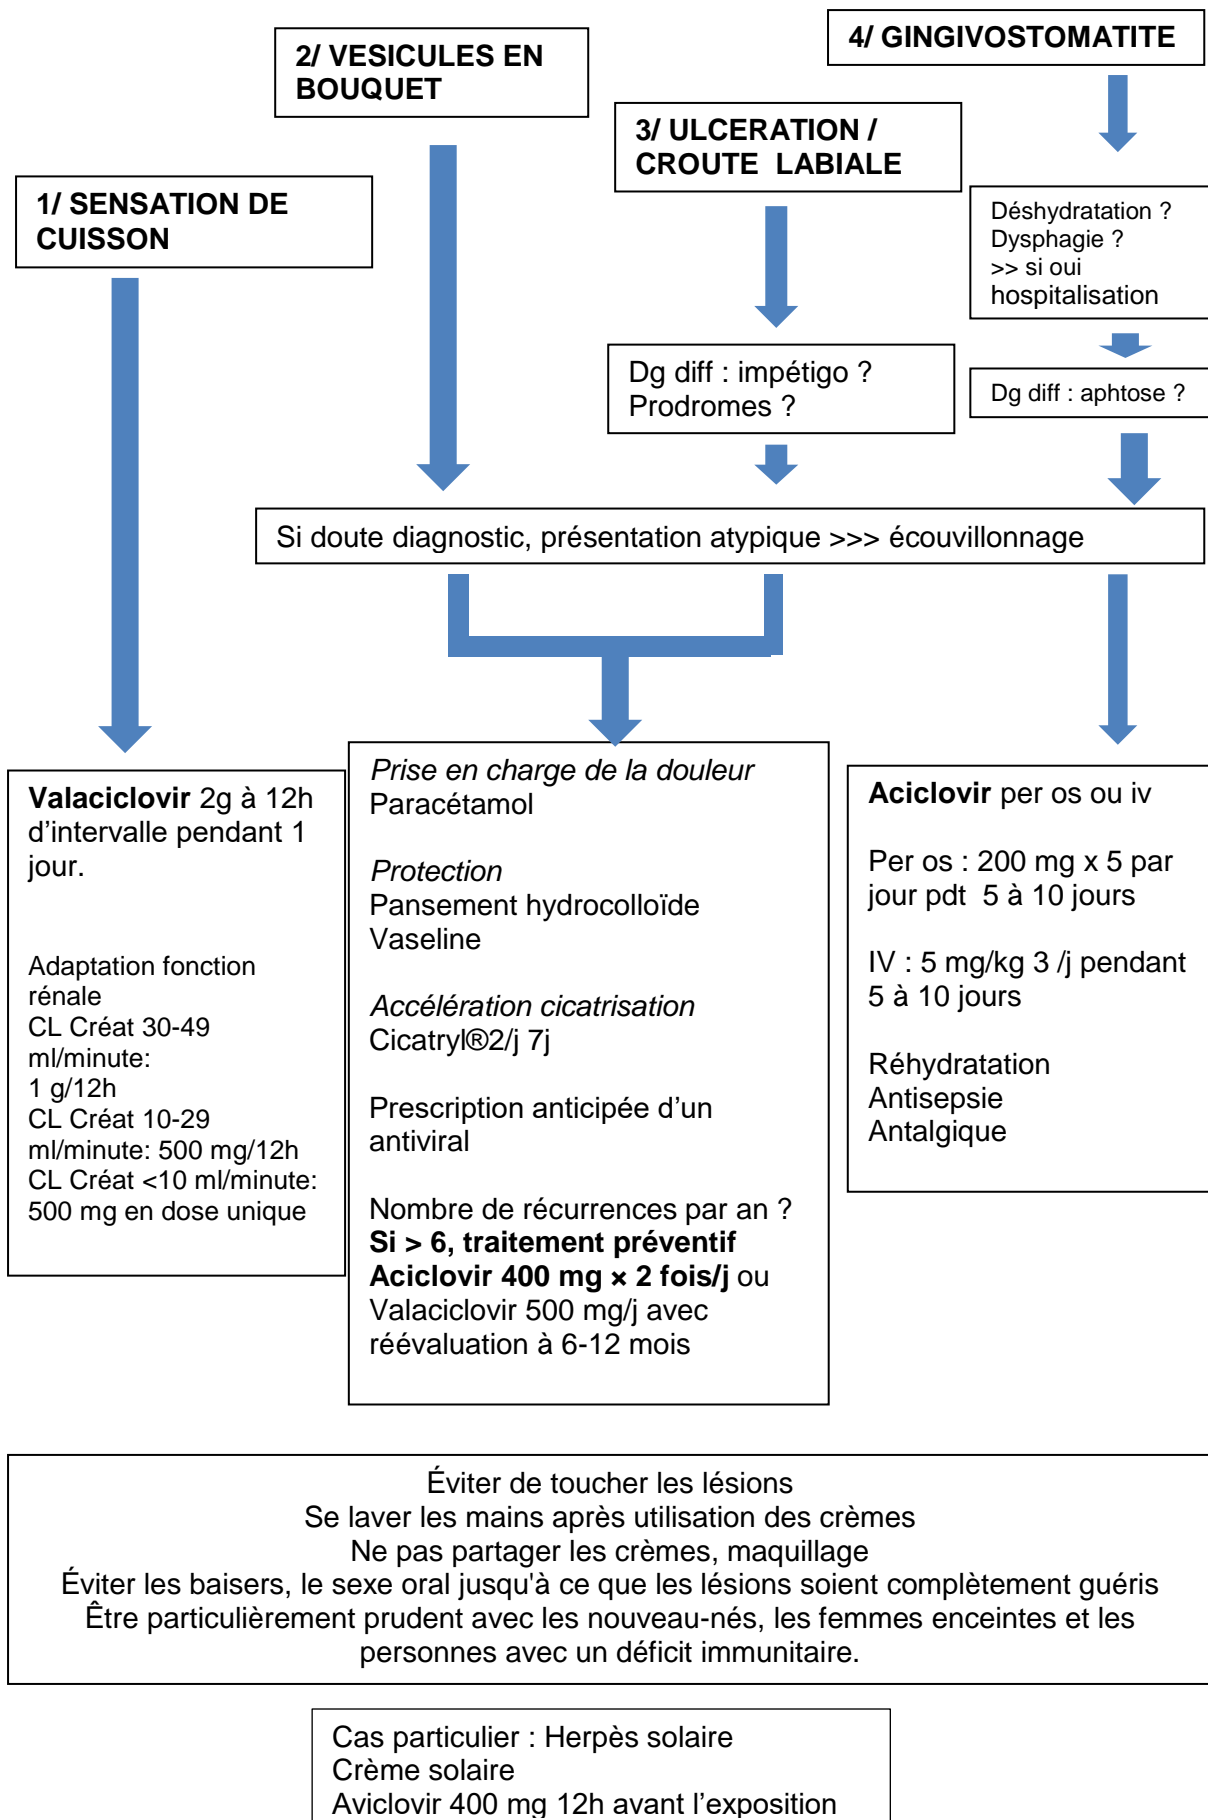 1/ SENSATION DE
CUISSON
2/ VESICULES EN
BOUQUET
3/ ULCERATION /
CROUTE  LABIALE
4/ GINGIVOSTOMATITE
Déshydratation ?
Dysphagie ?
>> si oui
hospitalisation
Dg diff : impétigo ?
Prodromes ?
Dg diff : aphtose ?
Si doute diagnostic, présentation atypique >>> écouvillonnage
Valaciclovir 2g à 12h
d’intervalle pendant 1
jour.
Adaptation fonction
rénale
CL Créat 30-49
ml/minute:
1 g/12h
CL Créat 10-29
ml/minute: 500 mg/12h
CL Créat <10 ml/minute:
500 mg en dose unique
Prise en charge de la douleur
Paracétamol
Protection
Pansement hydrocolloïde
Vaseline
Accélération cicatrisation
Cicatryl®2/j 7j
Prescription anticipée d’un
antiviral
Nombre de récurrences par an ?
Si > 6, traitement préventif
Aciclovir 400 mg × 2 fois/j ou
Valaciclovir 500 mg/j avec
réévaluation à 6-12 mois
Aciclovir per os ou iv
Per os : 200 mg x 5 par
jour pdt  5 à 10 jours
IV : 5 mg/kg 3 /j pendant
5 à 10 jours
Réhydratation
Antisepsie
Antalgique
Éviter de toucher les lésions
Se laver les mains après utilisation des crèmes
Ne pas partager les crèmes, maquillage
Éviter les baisers, le sexe oral jusqu'à ce que les lésions soient complètement guéris
Être particulièrement prudent avec les nouveau-nés, les femmes enceintes et les
personnes avec un déficit immunitaire.
Cas particulier : Herpès solaire
Crème solaire
Aviclovir 400 mg 12h avant l’exposition